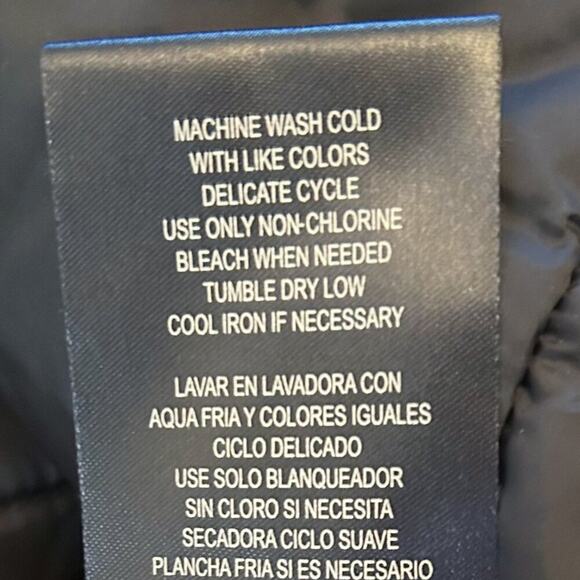 MACHINE WASH COLD
WITH LIKE COLORS
DELICATE CYCLE
USE ONLY NON-CHLORINE
BLEACH WHEN NEEDED
TUMBLE DRY LOW
COOL IRON IF NECESSARY
LAVAR EN LAVADORA CON
AQUA FRIA Y COLORES IGUALES
CICLO DELICADO
USE SOLO BLANQUEADOR
SIN CLORO SI NECESITA
SECADORA CICLO SUAVE
PLANCHA FRIA SI ES NECESARIO